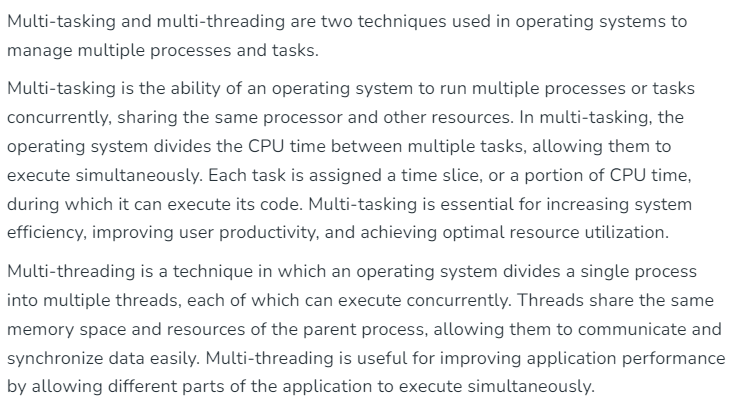 Multi-tasking and multi-threading are two techniques used in operating systems to
manage multiple processes and tasks.
Multi-tasking is the ability of an operating system to run multiple processes or tasks
concurrently, sharing the same processor and other resources. In multi-tasking, the
operating system divides the CPU time between multiple tasks, allowing them to
execute simultaneously. Each task is assigned a time slice, or a portion of CPU time,
during which it can execute its code. Multi-tasking is essential for increasing system
efficiency, improving user productivity, and achieving optimal resource utilization.
Multi-threading is a technique in which an operating system divides a single process
into multiple threads, each of which can execute concurrently. Threads share the same
memory space and resources of the parent process, allowing them to communicate and
synchronize data easily. Multi-threading is useful for improving application performance
by allowing different parts of the application to execute simultaneously.